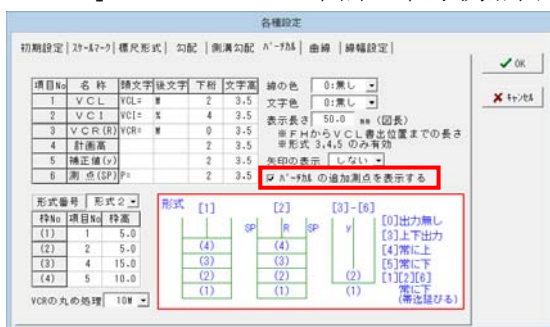 各種設定
初期設定 ｽｹｰﾙﾏｰｸ 標尺形式 勾配 側溝勾配 ﾊﾞｰﾁｶﾙ 曲線 線幅設定
OK
ｷｬﾝｾﾙ
項目No 名 称 頭文字 後文字 下桁 文字高
1 VCL VCL= M 2 3.5
2 VCI VCI= % 4 3.5
3 VCR(R) VCR= M 0 3.5
4 計画高 2 3.5
5 補正値(y) 2 3.5
6 測 点(SP) P= 2 3.5
線の色 0:無し
文字色 0:無し
表示長さ 50.0 mm (図長)
※FHからVCL書出位置までの長さ
※形式 3,4,5 のみ有効
矢印の表示 しない
ﾊﾞｰﾁｶﾙ の追加測点を表示する
形式番号 形式2
枠No 項目No 枠高
(1) 1 5.0
(2) 2 5.0
(3) 4 15.0
(4) 5 10.0
VCRの丸め処理 10M
形式 [1] [2] [3]-[6]
SP R SP y
(4) (4)
(3) (3)
(2) (2) (2)
(1) (1) (1)
[0]出力無し
[3]上下出力
[4]常に上
[5]常に下
[1][2][6]
常に下
(帯迄延びる)